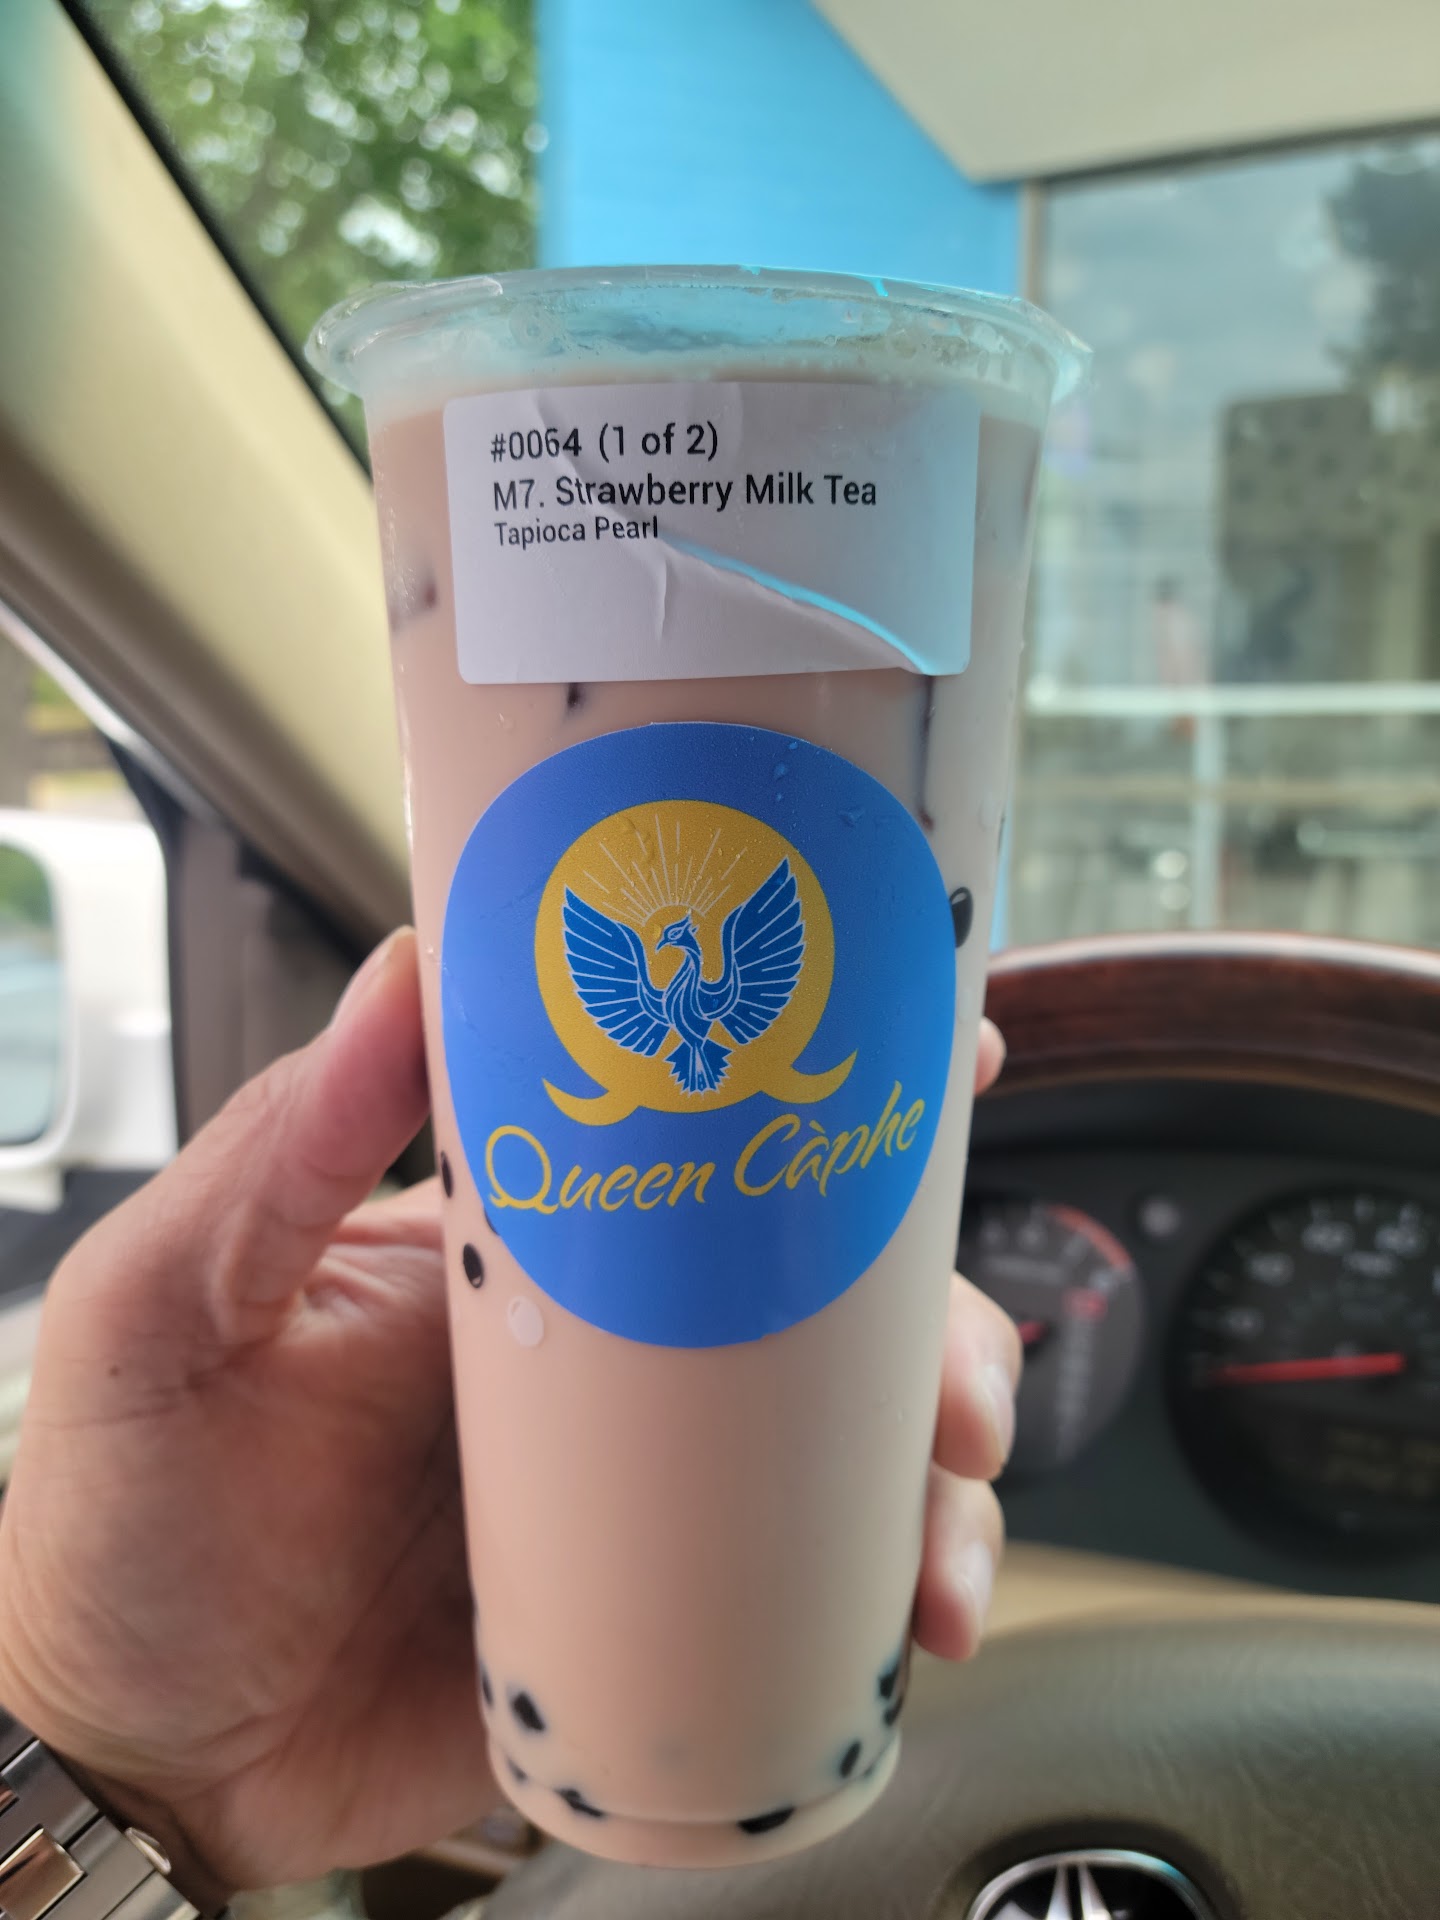 #0064 (1 of 2)
M7. Strawberry Milk Tea
Tapioca Pearl
Queen Càphe